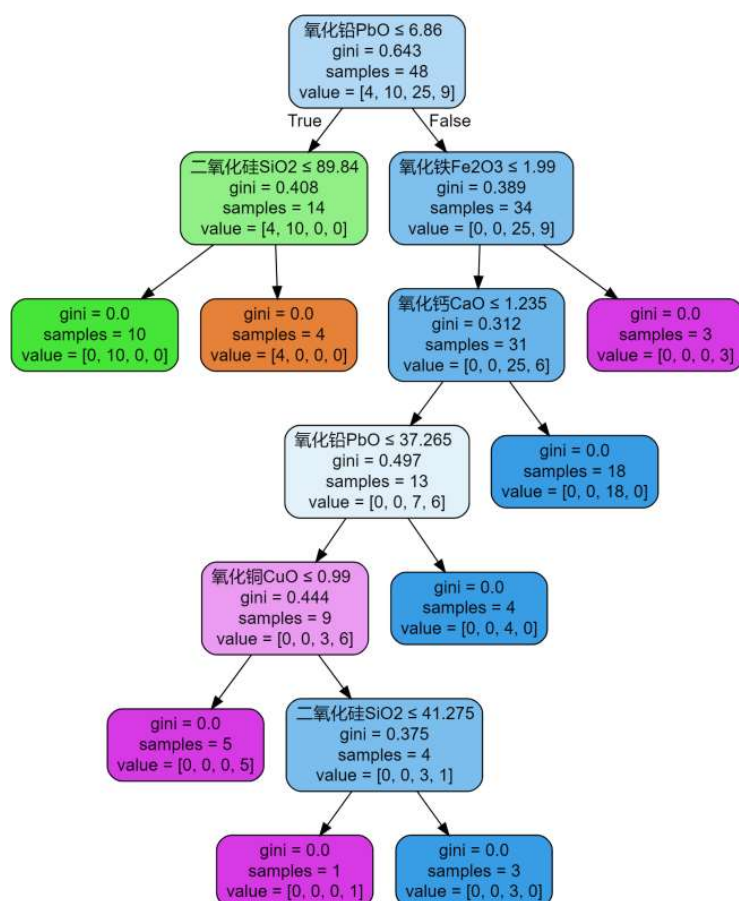 氧化铅PbO ≤ 6.86
gini = 0.643
samples = 48
value = [4, 10, 25, 9]
True
False
二氧化硅SiO2 ≤ 89.84
gini = 0.408
samples = 14
value = [4, 10, 0, 0]
氧化铁Fe2O3 ≤ 1.99
gini = 0.389
samples = 34
value = [0, 0, 25, 9]
gini = 0.0
samples = 10
value = [0, 10, 0, 0]
gini = 0.0
samples = 4
value = [4, 0, 0, 0]
氧化钙CaO ≤ 1.235
gini = 0.312
samples = 31
value = [0, 0, 25, 6]
gini = 0.0
samples = 3
value = [0, 0, 0, 3]
氧化铅PbO ≤ 37.265
gini = 0.497
samples = 13
value = [0, 0, 7, 6]
gini = 0.0
samples = 18
value = [0, 0, 18, 0]
氧化铜CuO ≤ 0.99
gini = 0.444
samples = 9
value = [0, 0, 3, 6]
gini = 0.0
samples = 4
value = [0, 0, 4, 0]
gini = 0.0
samples = 5
value = [0, 0, 0, 5]
二氧化硅SiO2 ≤ 41.275
gini = 0.375
samples = 4
value = [0, 0, 3, 1]
gini = 0.0
samples = 1
value = [0, 0, 0, 1]
gini = 0.0
samples = 3
value = [0, 0, 3, 0]